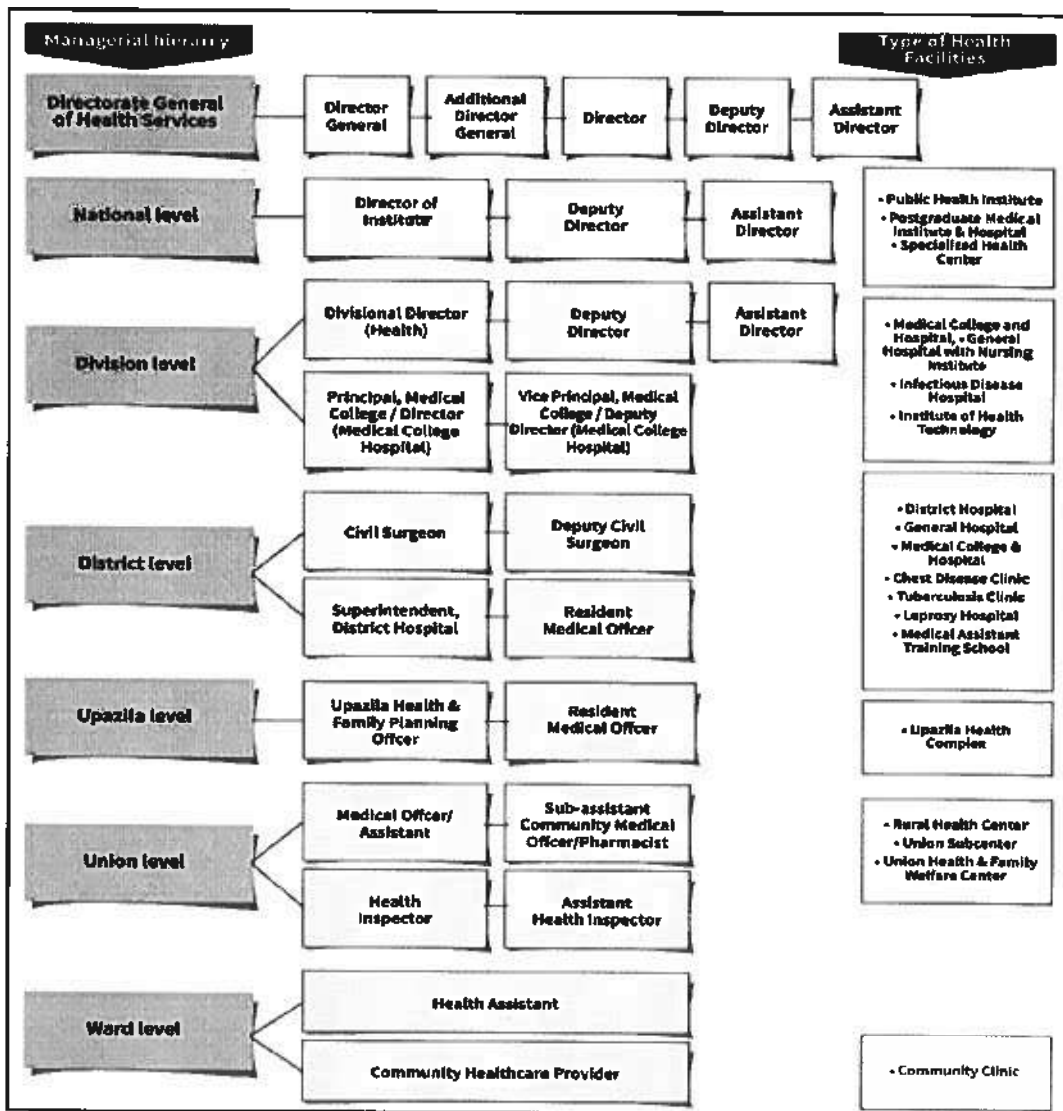 Managerial hierarry
Type of Health
Facilities
Directorate General
of Health Services
Director
General
Additional
Director
General
Director
Deputy
Director
Assistant
Director
National level
Director of
Institute
Deputy
Director
Assistant
Director
• Public Health Institute
• Postgraduate Medical
Institute & Hospital
• Specialized Health
Center
Division level
Divisional Director
(Health)
Deputy
Director
Assistant
Director
Principal, Medical
College / Director
(Medical College
Hospital)
Vice Principal, Medical
College / Deputy
Director (Medical College
Hospital)
• Medical College and
Hospital, • General
Hospital with Nursing
Institute
• Infectious Disease
Hospital
• Institute of Health
Technology
District level
Civil Surgeon
Deputy Civil
Surgeon
Superintendent,
District Hospital
Resident
Medical Officer
• District Hospital
• General Hospital
• Medical College &
Hospital
• Chest Disease Clinic
• Tuberculosis Clinic
• Leprosy Hospital
• Medical Assistant
Training School
Upazila level
Upazila Health &
Family Planning
Offcer
Resident
Medical Offcer
• Upazila Health
Complex
Union level
Medical Offcer/
Assistant
Sub-assistant
Community Medical
Officer/Pharmacist
Health
Inspector
Assistant
Health Inspector
• Rural Health Center
• Union Subcenter
• Union Health & Family
Welfare Center
Ward level
Health Assistant
Community Healthcare Provider
• Community Clinic